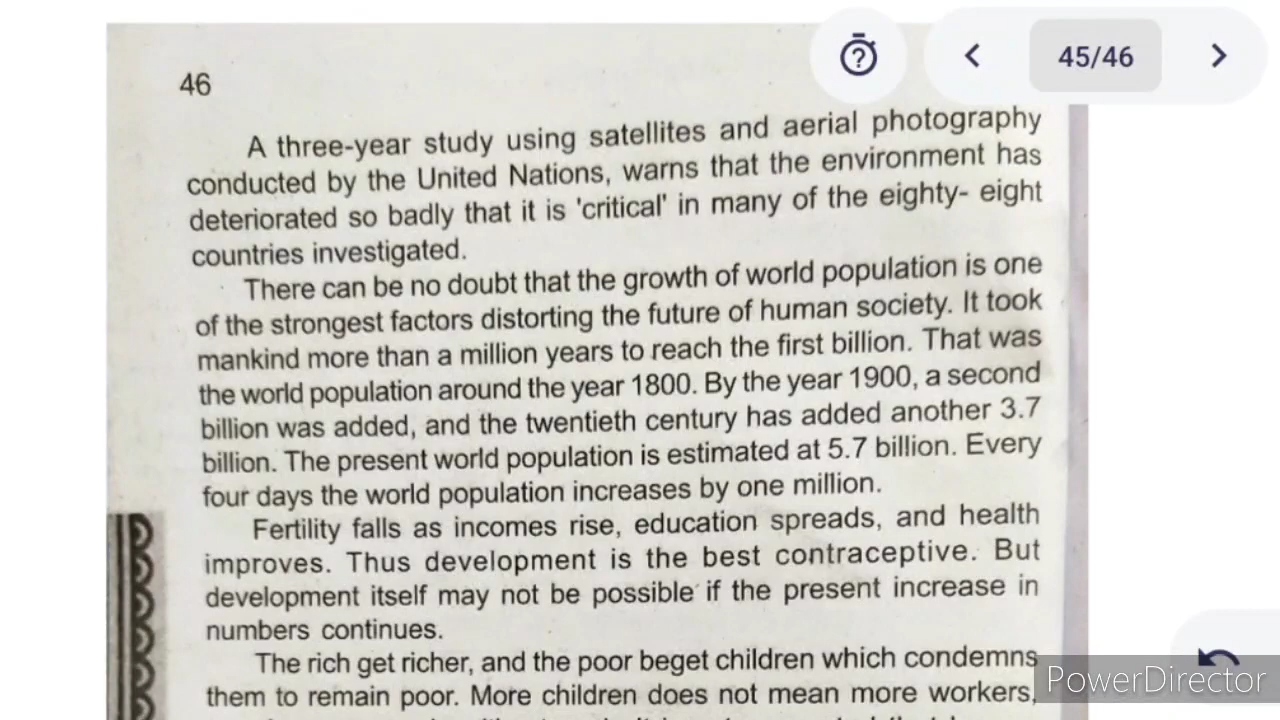 45/46
46
A three-year study using satellites and aerial photography
conducted by the United Nations, warns that the environment has
deteriorated so badly that it is 'critical' in many of the eighty- eight
countries investigated.
There can be no doubt that the growth of world population is one
of the strongest factors distorting the future of human society. It took
mankind more than a million years to reach the first billion. That was
the world population around the year 1800. By the year 1900, a second
billion was added, and the twentieth century has added another 3.7
billion. The present world population is estimated at 5.7 billion. Every
four days the world population increases by one million.
Fertility falls as incomes rise, education spreads, and health
improves. Thus development is the best contraceptive. But
development itself may not be possible if the present increase in
numbers continues.
The rich get richer, and the poor beget children which condemns
them to remain poor. More children does not mean more workers,
PowerDirector